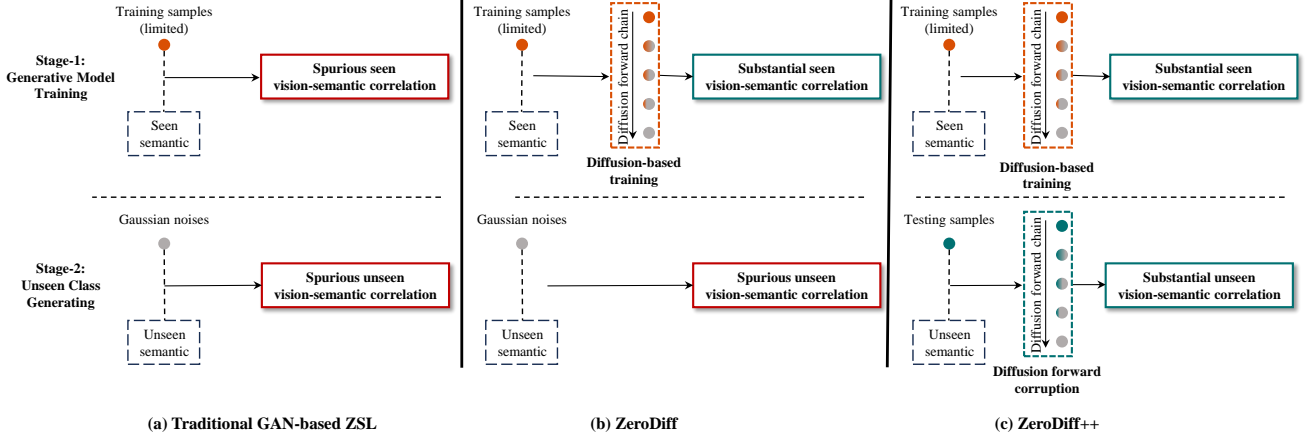 Stage-1:
Generative Model
Training
Training samples
(limited)
Seen
semantic
Spurious seen
vision-semantic correlation
Training samples
(limited)
Seen
semantic
Diffusion forward chain
Diffusion-based
training
Substantial seen
vision-semantic correlation
Training samples
(limited)
Seen
semantic
Diffusion forward chain
Diffusion-based
training
Substantial seen
vision-semantic correlation
Stage-2:
Unseen Class
Generating
Gaussian noises
Unseen
semantic
Spurious unseen
vision-semantic correlation
Gaussian noises
Unseen
semantic
Spurious unseen
vision-semantic correlation
Testing samples
Unseen
semantic
Diffusion forward chain
Diffusion forward
corruption
Substantial unseen
vision-semantic correlation
(a) Traditional GAN-based ZSL
(b) ZeroDiff
(c) ZeroDiff++